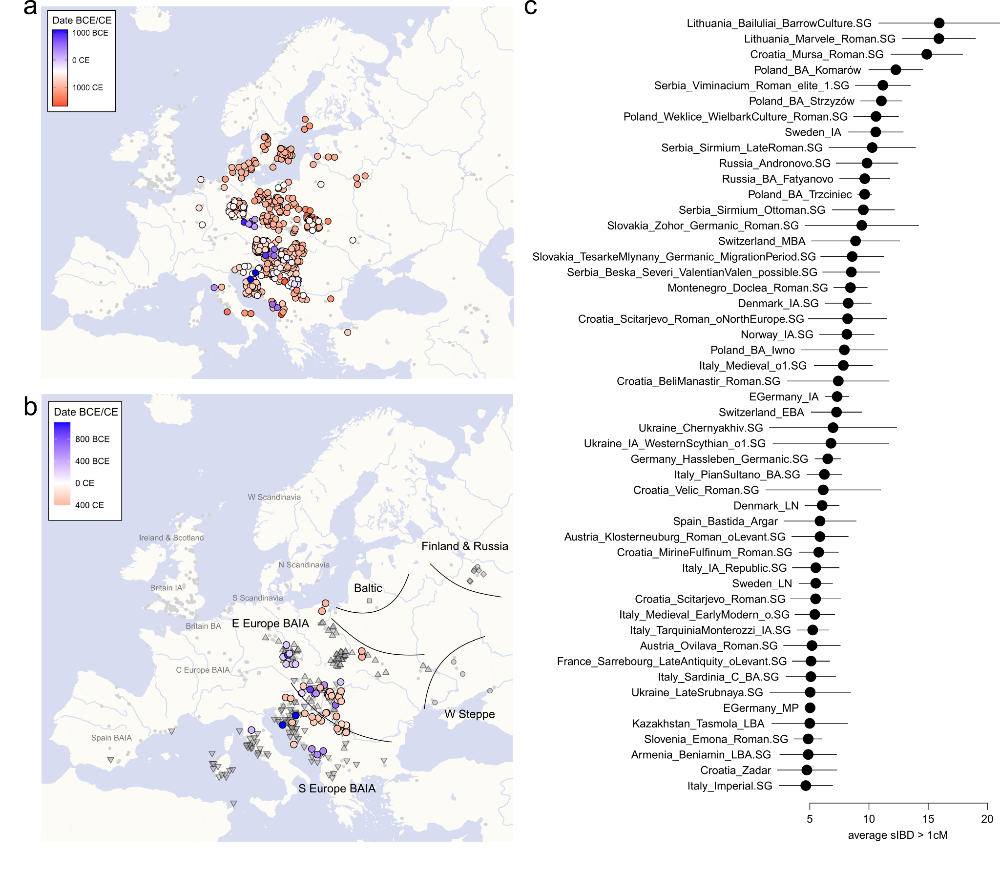 a
Date BCE/CE
1000 BCE
0 CE
1000 CE
b
Date BCE/CE
800 BCE
400 BCE
0 CE
400 CE
W Scandinavia
Ireland & Scotland
Finland & Russia
N Scandinavia
Britain IA
Baltic
S Scandinavia
Britain BA
E Europe BAIA
C Europe BAIA
W Steppe
Spain BAIA
S Europe BAIA
c
Lithuania_Bailuliai_BarrowCulture.SG
Lithuania_Marvele_Roman.SG
Croatia_Mursa_Roman.SG
Poland_BA_Komarów
Serbia_Viminacium_Roman_elite_1.SG
Poland_BA_Strzyzów
Poland_Weklice_WielbarkCulture_Roman.SG
Sweden_IA
Serbia_Sirmium_LateRoman.SG
Russia_Andronovo.SG
Russia_BA_Fatyanovo
Poland_BA_Trzciniec
Serbia_Sirmium_Ottoman.SG
Slovakia_Zohor_Germanic_Roman.SG
Switzerland_MBA
Slovakia_TesarkeMlynany_Germanic_MigrationPeriod.SG
Serbia_Beska_Severi_ValentianValen_possible.SG
Montenegro_Doclea_Roman.SG
Denmark_IA.SG
Croatia_Scitarjevo_Roman_oNorthEurope.SG
Norway_IA.SG
Poland_BA_Iwno
Italy_Medieval_o1.SG
Croatia_BeliManastir_Roman.SG
EGermany_IA
Switzerland_EBA
Ukraine_Chernyakhiv.SG
Ukraine_IA_WesternScythian_o1.SG
Germany_Hassleben_Germanic.SG
Italy_PianSultano_BA.SG
Croatia_Velic_Roman.SG
Denmark_LN
Spain_Bastida_Argar
Austria_Klosterneuburg_Roman_oLevant.SG
Croatia_MirineFulfinum_Roman.SG
Italy_IA_Republic.SG
Sweden_LN
Croatia_Scitarjevo_Roman.SG
Italy_Medieval_EarlyModern_o.SG
Italy_TarquiniaMonterozzi_IA.SG
Austria_Ovilava_Roman.SG
France_Sarrebourg_LateAntiquity_oLevant.SG
Italy_Sardinia_C_BA.SG
Ukraine_LateSrubnaya.SG
EGermany_MP
Kazakhstan_Tasmola_LBA
Slovenia_Emona_Roman.SG
Armenia_Beniamin_LBA.SG
Croatia_Zadar
Italy_Imperial.SG
5 10 15 20
average sIBD > 1cM